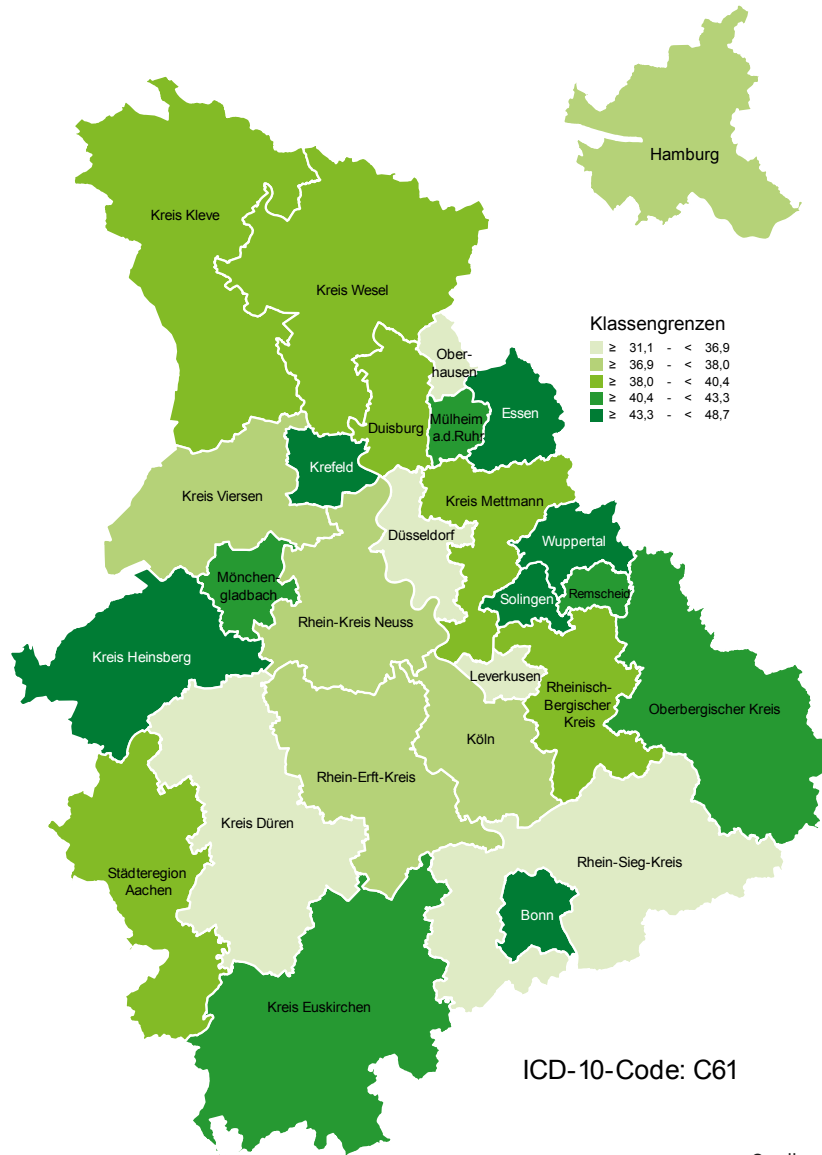 Hamburg
Kreis Kleve
Kreis Wesel
Klassengrenzen
≥ 31,1 - < 36,9
≥ 36,9 - < 38,0
≥ 38,0 - < 40,4
≥ 40,4 - < 43,3
≥ 43,3 - < 48,7
Ober-
hausen
Essen
Mülheim
a.d.Ruhr
Duisburg
Krefeld
Kreis Viersen
Kreis Mettmann
Düsseldorf
Wuppertal
Mönchen-
gladbach
Solingen
Remscheid
Rhein-Kreis Neuss
Kreis Heinsberg
Leverkusen
Rheinisch-
Bergischer
Kreis
Oberbergischer Kreis
Köln
Rhein-Erft-Kreis
Kreis Düren
Rhein-Sieg-Kreis
Städteregion
Aachen
Bonn
Kreis Euskirchen
ICD-10-Code: C61